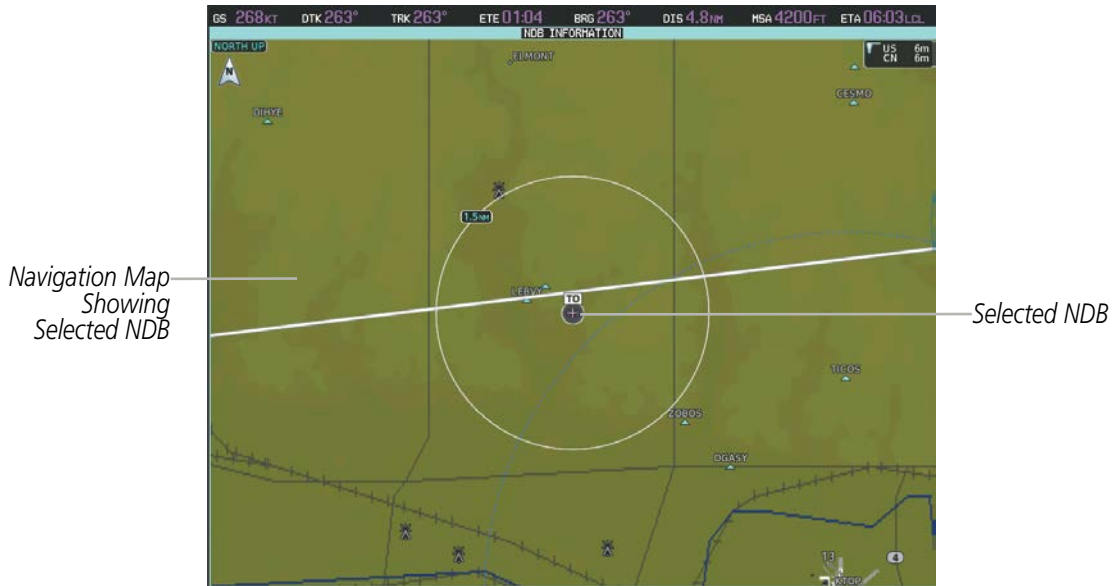 GS 268KT DTK 263° TRK 263° ETE 01:04 BRG 263° DIS 4.8NM MSA 4200FT ETA 06:03LCL
NDB INFORMATION
NORTH UP
N
ELMONT
US 6m
CN 6m
CESMO
DIHYE
1.5NM
Navigation Map
Showing
Selected NDB
LEBVY
TO
Selected NDB
TICOS
ZOBOS
OGASY
13
4
KTOP